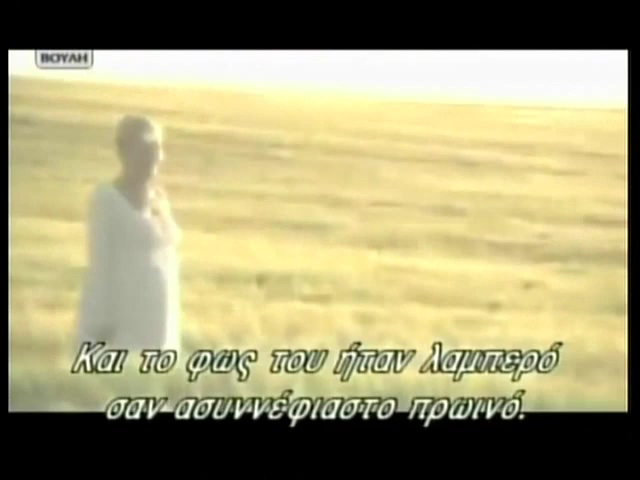 ΒΟΥΛΗ
Και το φως του ήταν λαμπερό
σαν ασυννέφιαστο πρωινό.